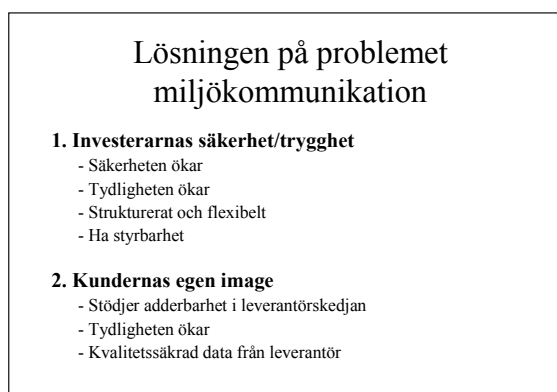 Lösningen på problemet
miljökommunikation
1. Investerarnas säkerhet/trygghet
- Säkerheten ökar
- Tydligheten ökar
- Strukturerat och flexibelt
- Ha styrbarhet
2. Kundernas egen image
- Stödjer adderbarhet i leverantörskedjan
- Tydligheten ökar
- Kvalitetssäkrad data från leverantör